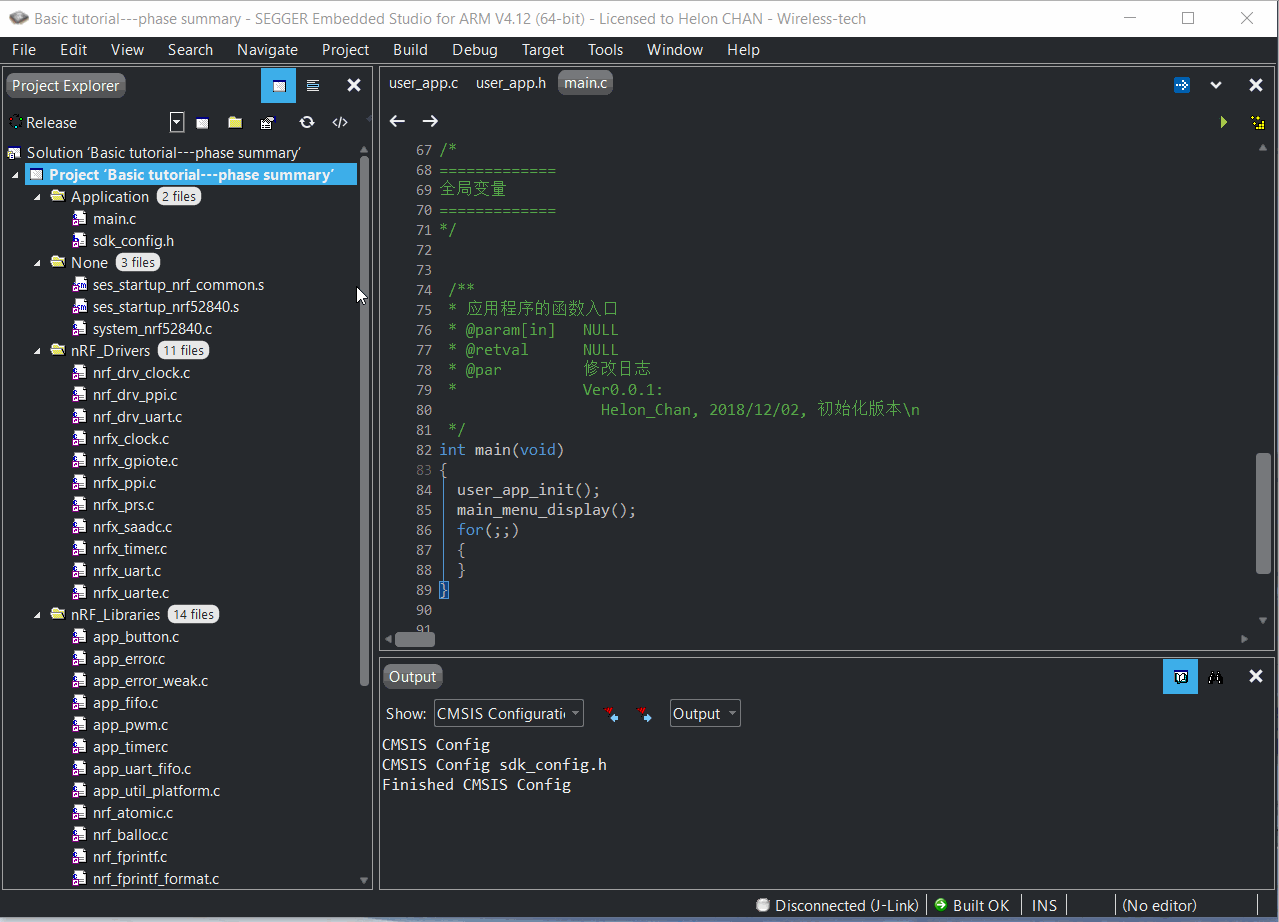 Basic tutorial---phase summary - SEGGER Embedded Studio for ARM V4.12 (64-bit) - Licensed to Helon CHAN - Wireless-tech
File Edit View Search Navigate Project Build Debug Target Tools Window Help
Project Explorer
Release
Solution ‘Basic tutorial---phase summary’
Project ‘Basic tutorial---phase summary’
Application 2 files
main.c
sdk_config.h
None 3 files
ses_startup_nrf_common.s
ses_startup_nrf52840.s
system_nrf52840.c
nRF_Drivers 11 files
nrf_drv_clock.c
nrf_drv_ppi.c
nrf_drv_uart.c
nrfx_clock.c
nrfx_gpiote.c
nrfx_ppi.c
nrfx_prs.c
nrfx_saadc.c
nrfx_timer.c
nrfx_uart.c
nrfx_uarte.c
nRF_Libraries 14 files
app_button.c
app_error.c
app_error_weak.c
app_fifo.c
app_pwm.c
app_timer.c
app_uart_fifo.c
app_util_platform.c
nrf_atomic.c
nrf_balloc.c
nrf_fprintf.c
nrf_fprintf_format.c
user_app.c user_app.h main.c
67 /*
68 =============
69 全局变量
70 =============
71 */
72
73
74 /**
75 * 应用程序的函数入口
76 * @param[in] NULL
77 * @retval NULL
78 * @par 修改日志
79 * Ver0.0.1:
80 Helon_Chan, 2018/12/02, 初始化版本\n
81 */
82 int main(void)
83 {
84 user_app_init();
85 main_menu_display();
86 for(;;)
87 {
88 }
89 }
90
91
Output
Show: CMSIS Configurati Output
CMSIS Config
CMSIS Config sdk_config.h
Finished CMSIS Config
Disconnected (J-Link) Built OK INS (No editor)